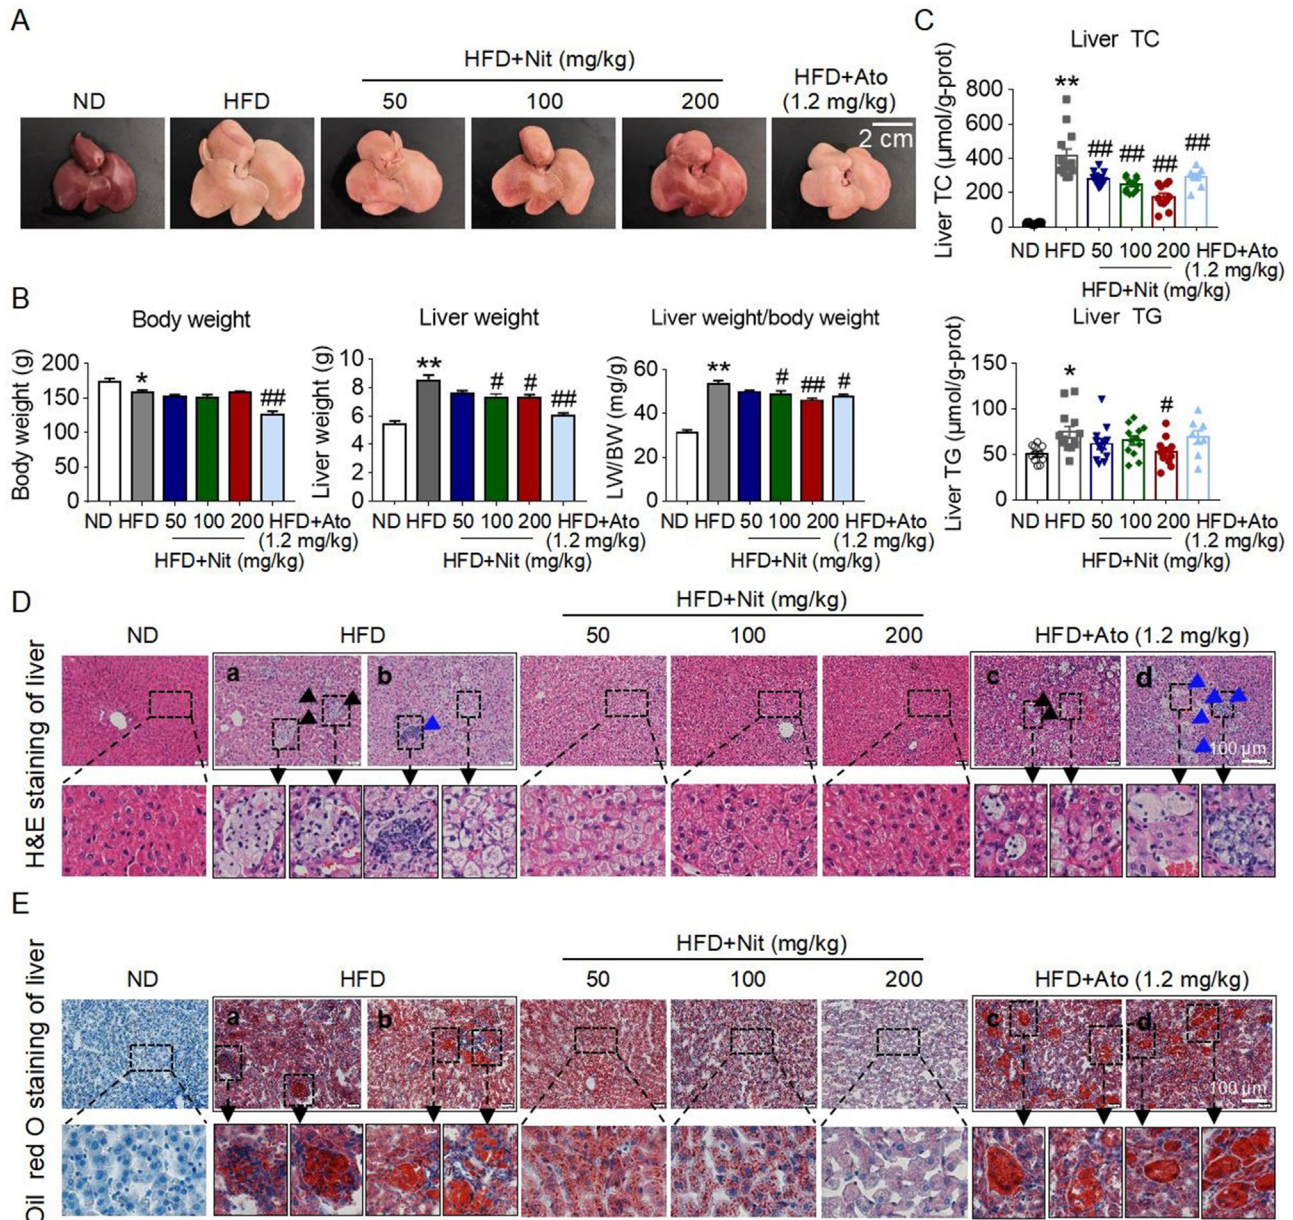 A
HFD+Nit (mg/kg)
ND
HFD
50
100
200
HFD+Ato
(1.2 mg/kg)
2 cm
B
Body weight
Body weight (g)
200
150
100
50
0
*
##
ND HFD 50 100 200 HFD+Ato
(1.2 mg/kg)
HFD+Nit (mg/kg)
Liver weight
Liver weight (g)
10
8
6
4
2
0
**
#
#
##
ND HFD 50 100 200 HFD+Ato
(1.2 mg/kg)
HFD+Nit (mg/kg)
Liver weight/body weight
LW/BW (mg/g)
60
40
20
0
**
#
##
#
ND HFD 50 100 200 HFD+Ato
(1.2 mg/kg)
HFD+Nit (mg/kg)
C
Liver TC
Liver TC (μmol/g-prot)
800
600
400
200
0
**
##
##
##
##
ND HFD 50 100 200 HFD+Ato
(1.2 mg/kg)
HFD+Nit (mg/kg)
Liver TG
Liver TG (μmol/g-prot)
150
100
50
0
*
#
ND HFD 50 100 200 HFD+Ato
(1.2 mg/kg)
HFD+Nit (mg/kg)
D
H&E staining of liver
HFD+Nit (mg/kg)
ND
HFD
50
100
200
HFD+Ato (1.2 mg/kg)
a
b
c
d
100 μm
E
Oil red O staining of liver
HFD+Nit (mg/kg)
ND
HFD
50
100
200
HFD+Ato (1.2 mg/kg)
a
b
c
d
100 μm